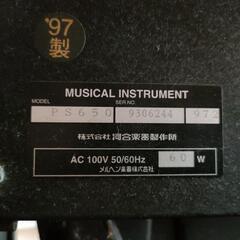 '97
製
MUSICAL INSTRUMENT
MODEL SER.NO.
PS650 9306244 972
株式会社 河合楽器製作所
AC 100V 50/60Hz 60 W
メルヘン楽器株式会社